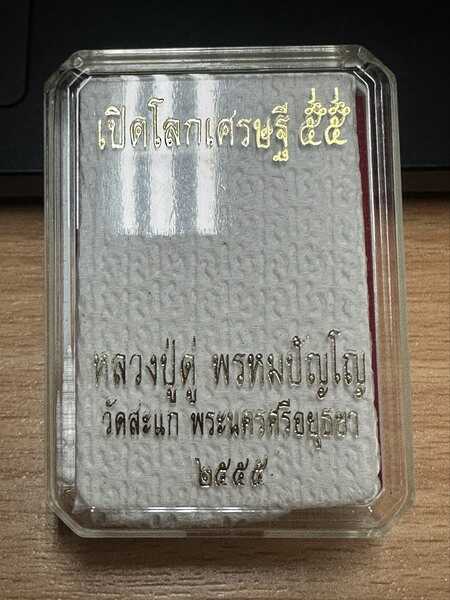 เปิดโลกเศรษฐี ๕๕
หลวงปู่ดู่ พรหมปัญโญ
วัดสะแก พระนครศรีอยุธยา
๒๕๕๕